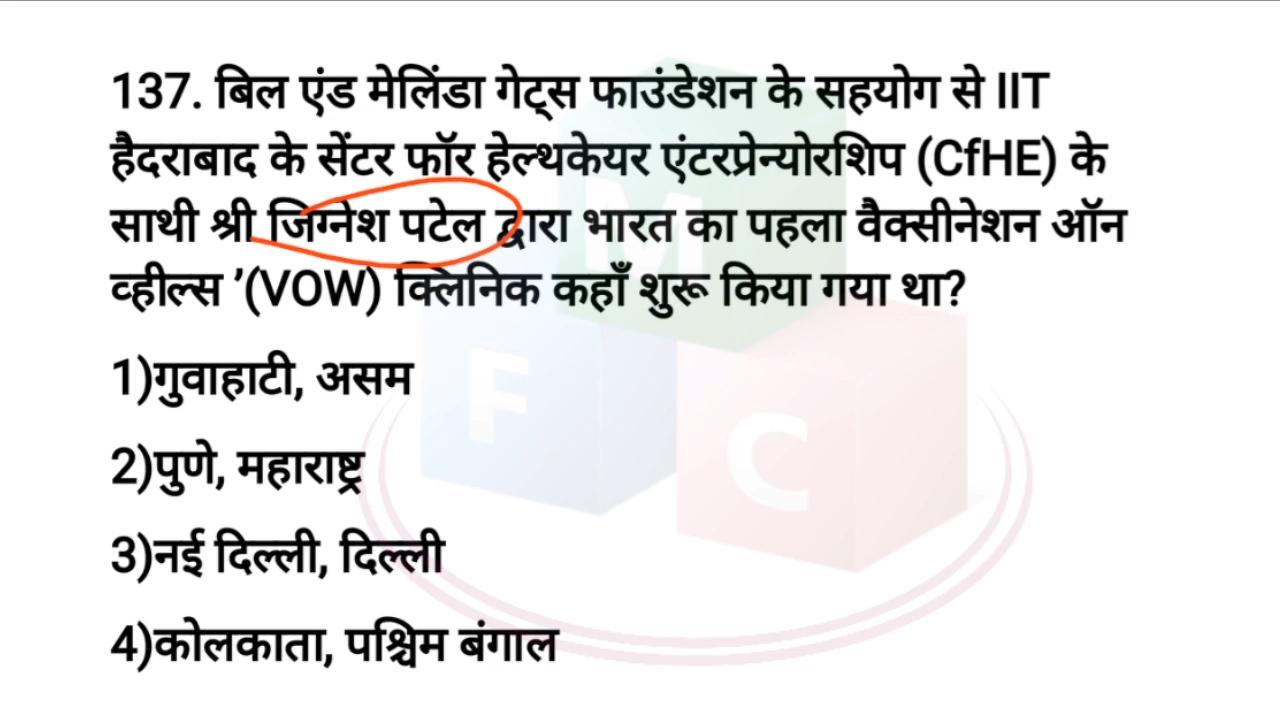 137. बिल एंड मेलिंडा गेट्स फाउंडेशन के सहयोग से IIT
हैदराबाद के सेंटर फॉर हेल्थकेयर एंटरप्रेन्योरशिप (CfHE) के
साथी श्री जिग्नेश पटेल द्वारा भारत का पहला वैक्सीनेशन ऑन
व्हील्स ’(VOW) क्लिनिक कहाँ शुरू किया गया था?
1)गुवाहाटी, असम
2)पुणे, महाराष्ट्र
3)नई दिल्ली, दिल्ली
4)कोलकाता, पश्चिम बंगाल
M
F
C